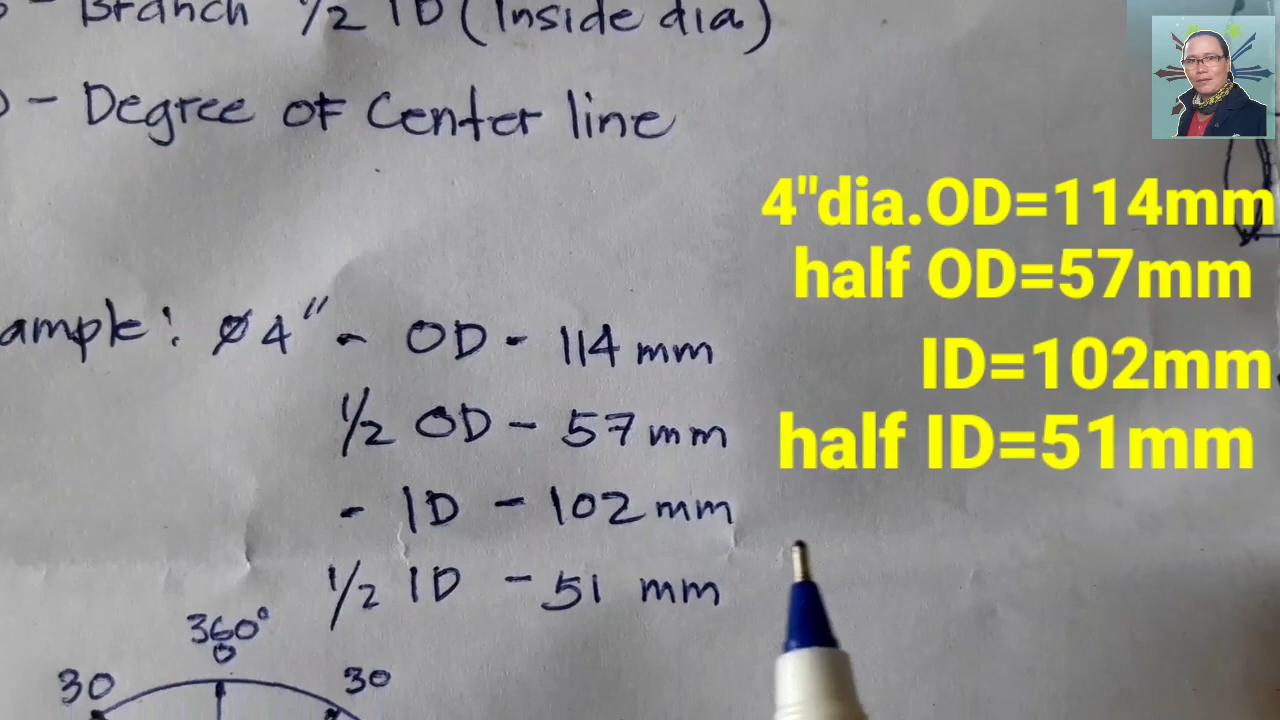 Branch 1/2 ID (Inside dia)
- Degree of Center line
ample: ø4" - OD - 114 mm
1/2 OD - 57 mm
- ID - 102 mm
1/2 ID - 51 mm
360°
0
30 30
4"dia.OD=114mm
half OD=57mm
ID=102mm
half ID=51mm